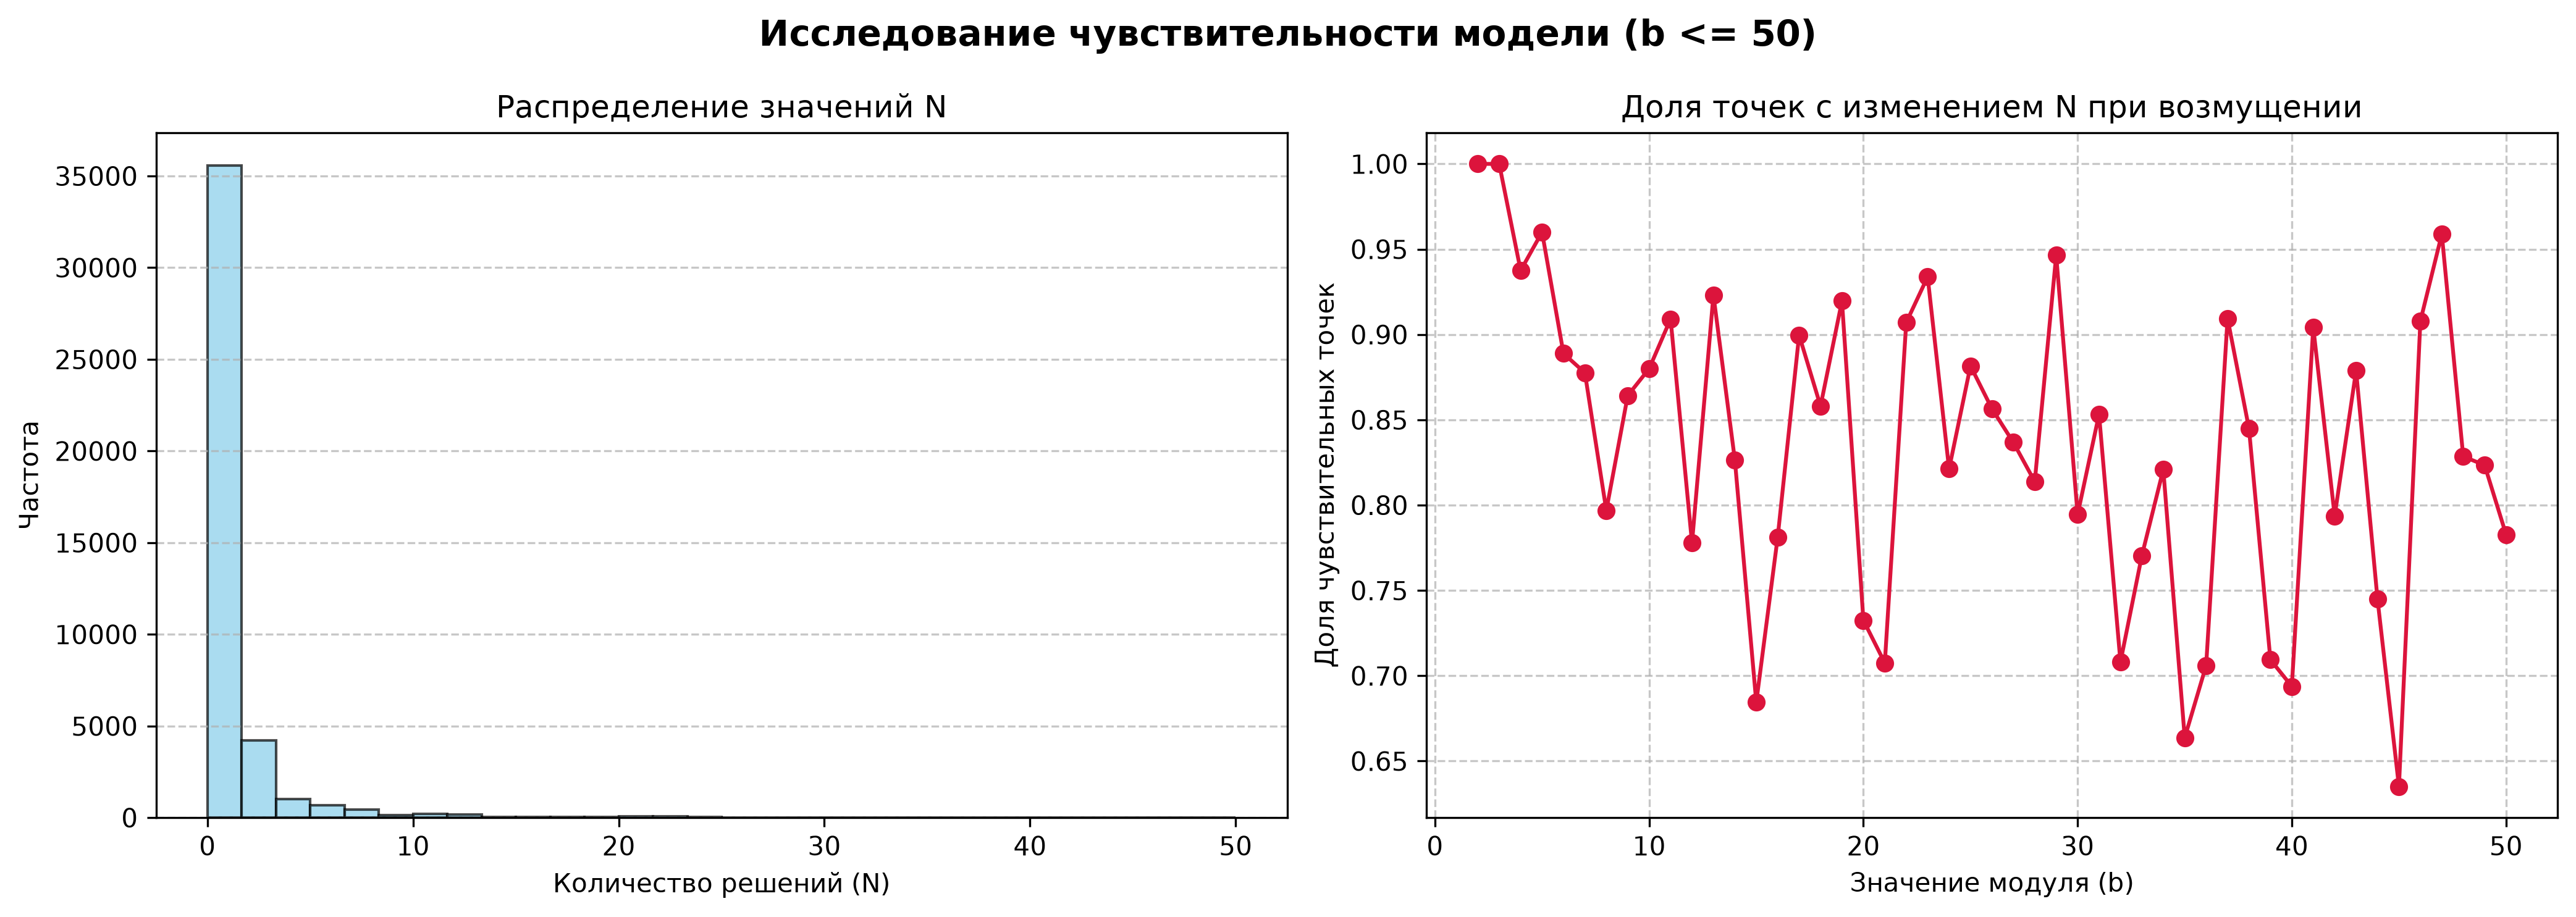 Исследование чувствительности модели (b <= 50)
Распределение значений N
Частота
35000
30000
25000
20000
15000
10000
5000
0
0 10 20 30 40 50
Количество решений (N)
Доля точек с изменением N при возмущении
Доля чувствительных точек
1.00
0.95
0.90
0.85
0.80
0.75
0.70
0.65
0 10 20 30 40 50
Значение модуля (b)